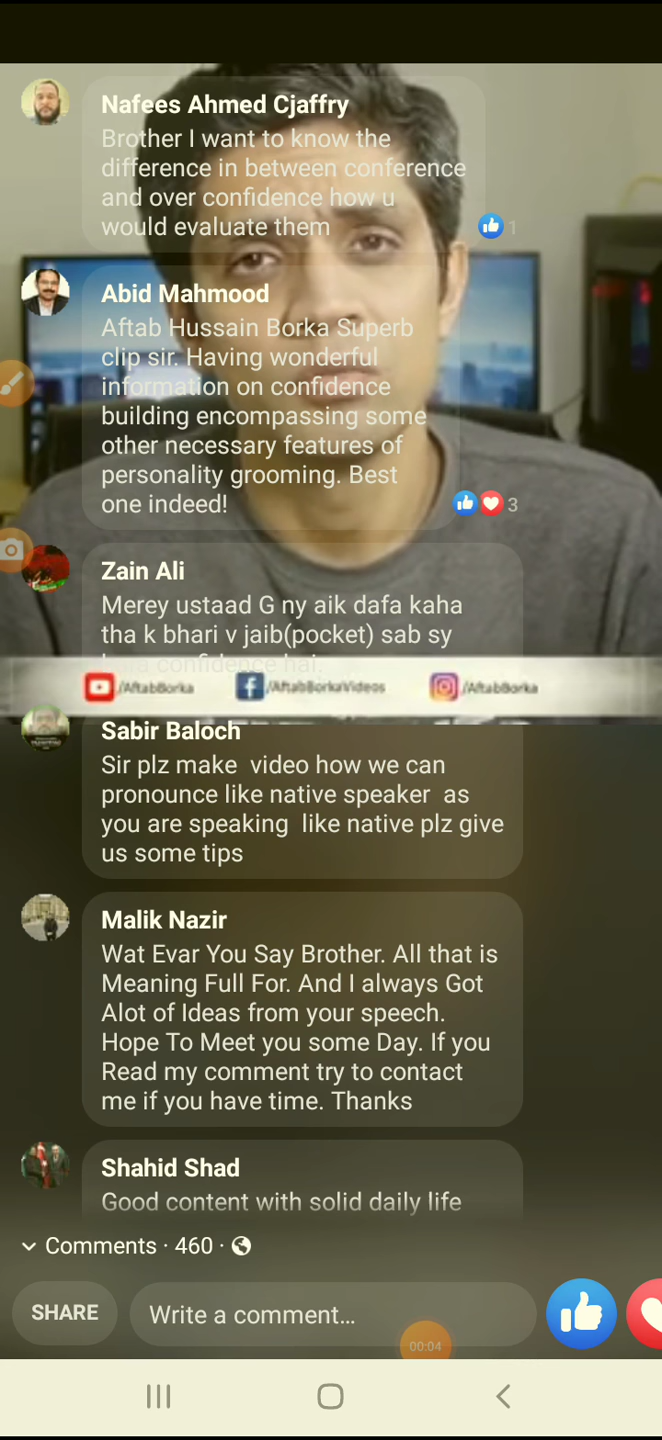 Nafees Ahmed Cjaffry
Brother I want to know the
difference in between conference
and over confidence how u
would evaluate them
1
Abid Mahmood
Aftab Hussain Borka Superb
clip sir. Having wonderful
information on confidence
building encompassing some
other necessary features of
personality grooming. Best
one indeed!
3
Zain Ali
Merey ustaad G ny aik dafa kaha
tha k bhari v jaib(pocket) sab sy
confidence hai.
/AftabBorka /AftabBorkaVideos /AftabBorka
Sabir Baloch
Sir plz make video how we can
pronounce like native speaker as
you are speaking like native plz give
us some tips
Malik Nazir
Wat Evar You Say Brother. All that is
Meaning Full For. And I always Got
Alot of Ideas from your speech.
Hope To Meet you some Day. If you
Read my comment try to contact
me if you have time. Thanks
Shahid Shad
Good content with solid daily life
Comments · 460 ·
SHARE Write a comment...
00:04